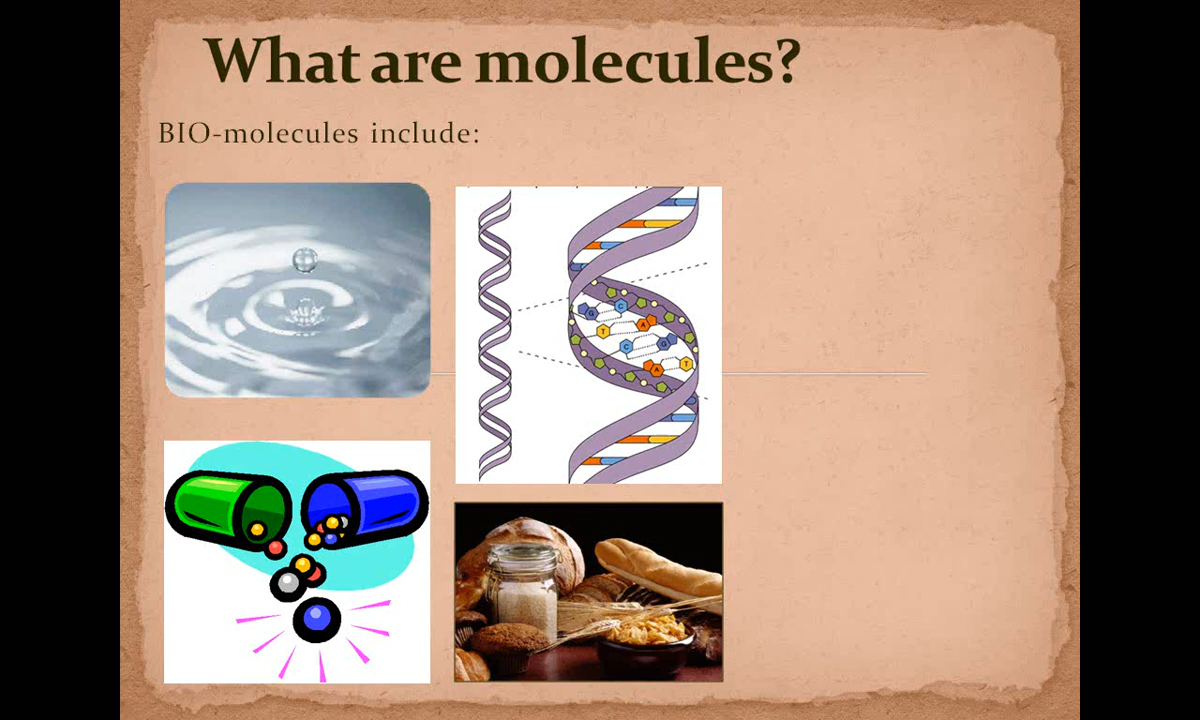 What are molecules?
BIO-molecules include:
G C
T A
C G
A T